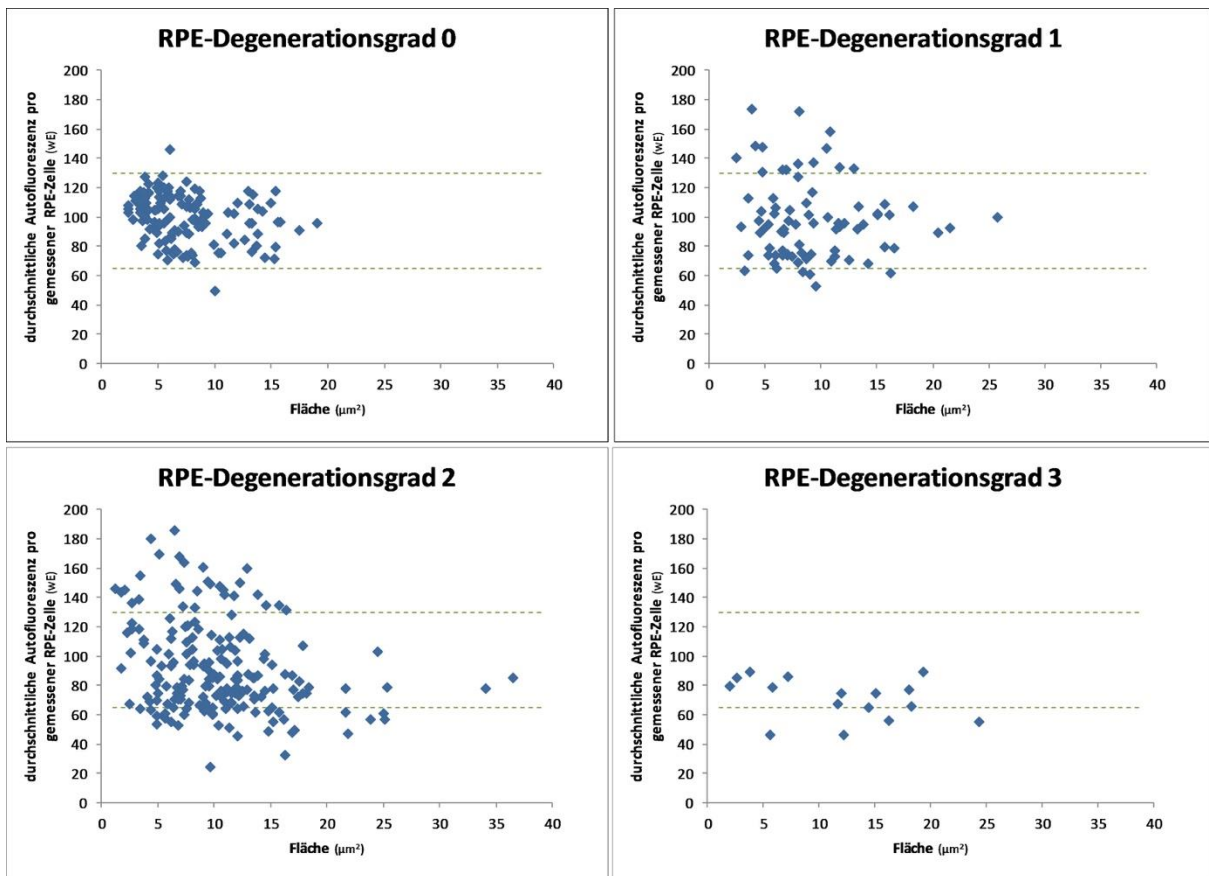 RPE-Degenerationsgrad 0
durchschnittliche Autofluoreszenz pro
gemessener RPE-Zelle (wE)
200
180
160
140
120
100
80
60
40
20
0
0 5 10 15 20 25 30 35 40
Fläche (µm²)
RPE-Degenerationsgrad 1
durchschnittliche Autofluoreszenz pro
gemessener RPE-Zelle (wE)
200
180
160
140
120
100
80
60
40
20
0
0 5 10 15 20 25 30 35 40
Fläche (µm²)
RPE-Degenerationsgrad 2
durchschnittliche Autofluoreszenz pro
gemessener RPE-Zelle (wE)
200
180
160
140
120
100
80
60
40
20
0
0 5 10 15 20 25 30 35 40
Fläche (µm²)
RPE-Degenerationsgrad 3
durchschnittliche Autofluoreszenz pro
gemessener RPE-Zelle (wE)
200
180
160
140
120
100
80
60
40
20
0
0 5 10 15 20 25 30 35 40
Fläche (µm²)